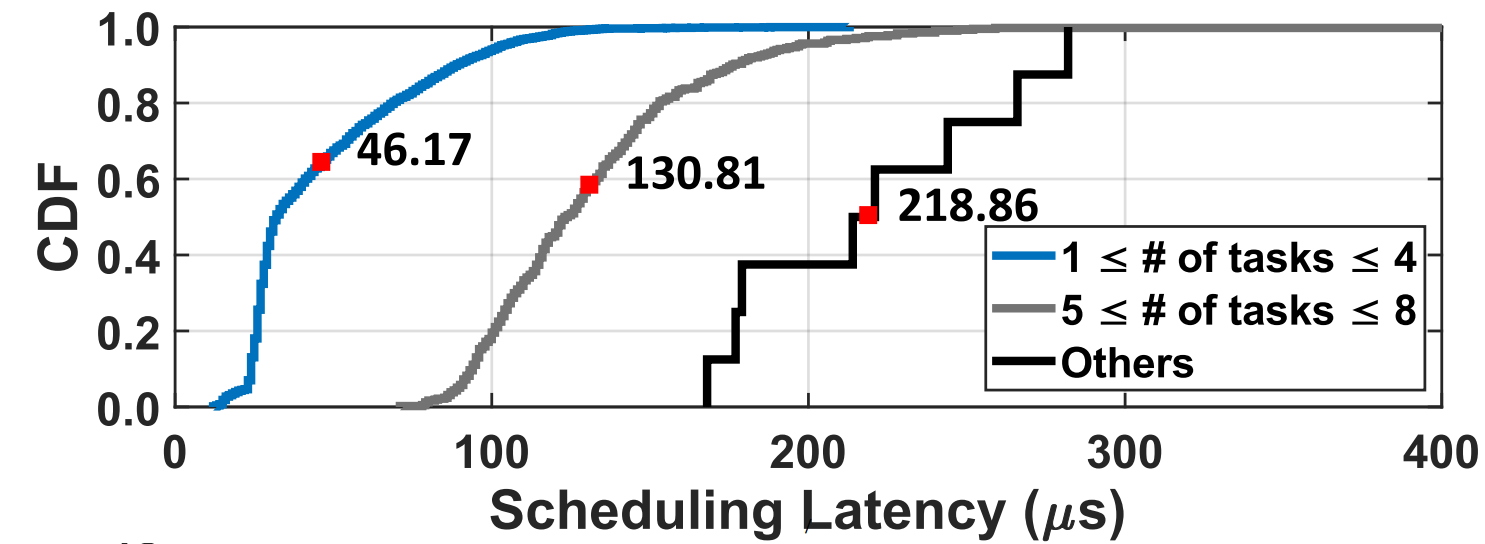 1.0
0.8
0.6
0.4
0.2
0.0
CDF
46.17
130.81
218.86
1 ≤ # of tasks ≤ 4
5 ≤ # of tasks ≤ 8
Others
0 100 200 300 400
Scheduling Latency (μs)